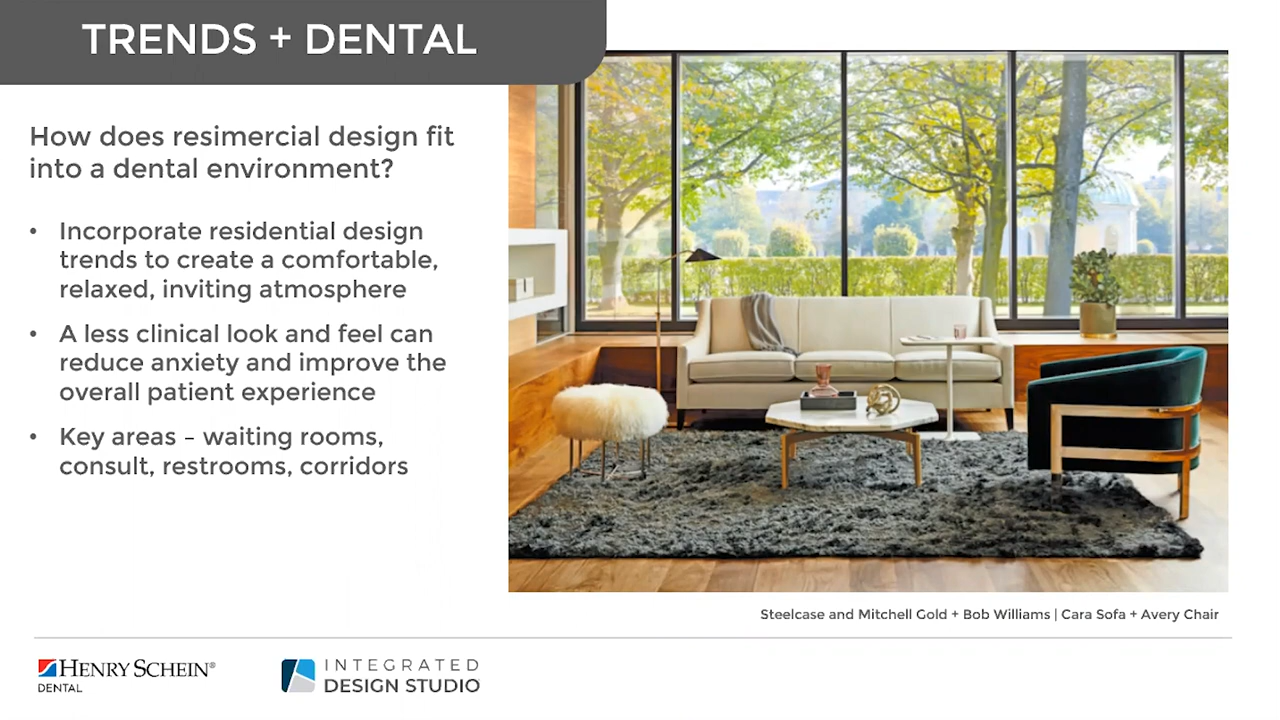 TRENDS + DENTAL
How does resimercial design fit
into a dental environment?
• Incorporate residential design
trends to create a comfortable,
relaxed, inviting atmosphere
• A less clinical look and feel can
reduce anxiety and improve the
overall patient experience
• Key areas – waiting rooms,
consult, restrooms, corridors
Steelcase and Mitchell Gold + Bob Williams | Cara Sofa + Avery Chair
HENRY SCHEIN®
DENTAL
INTEGRATED
DESIGN STUDIO